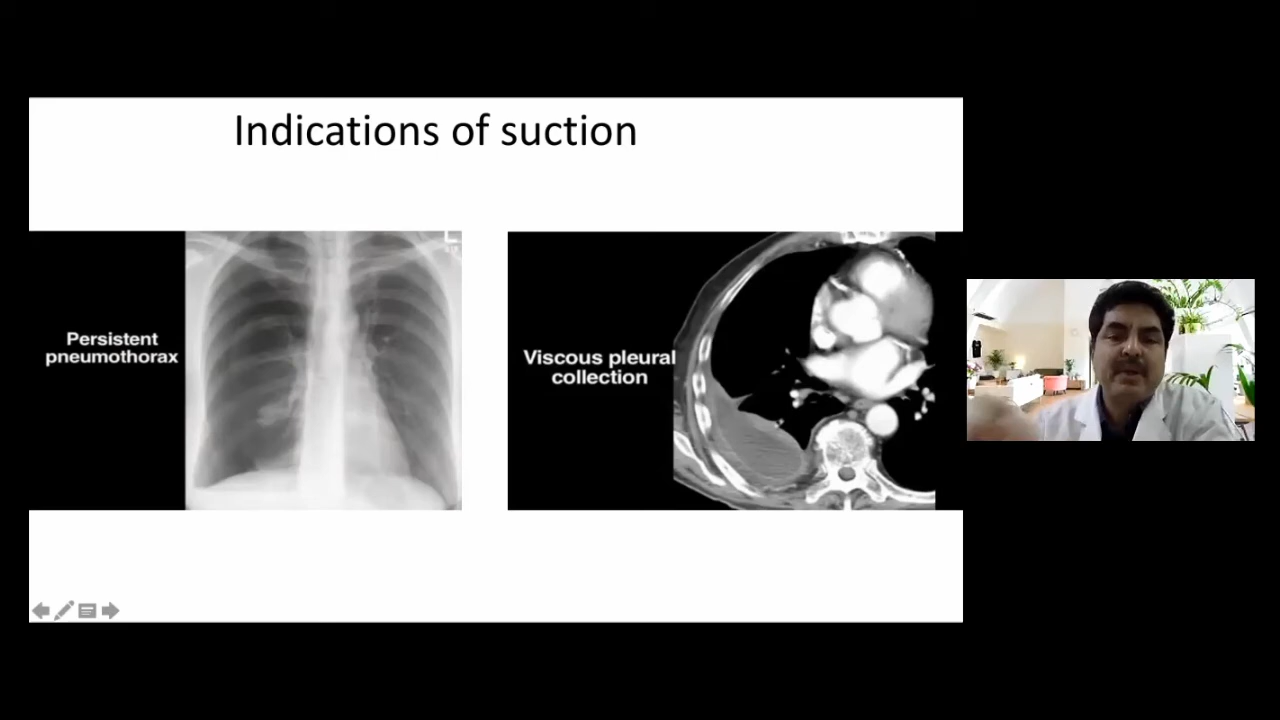 Indications of suction
Persistent
pneumothorax
L
Viscous pleural
collection